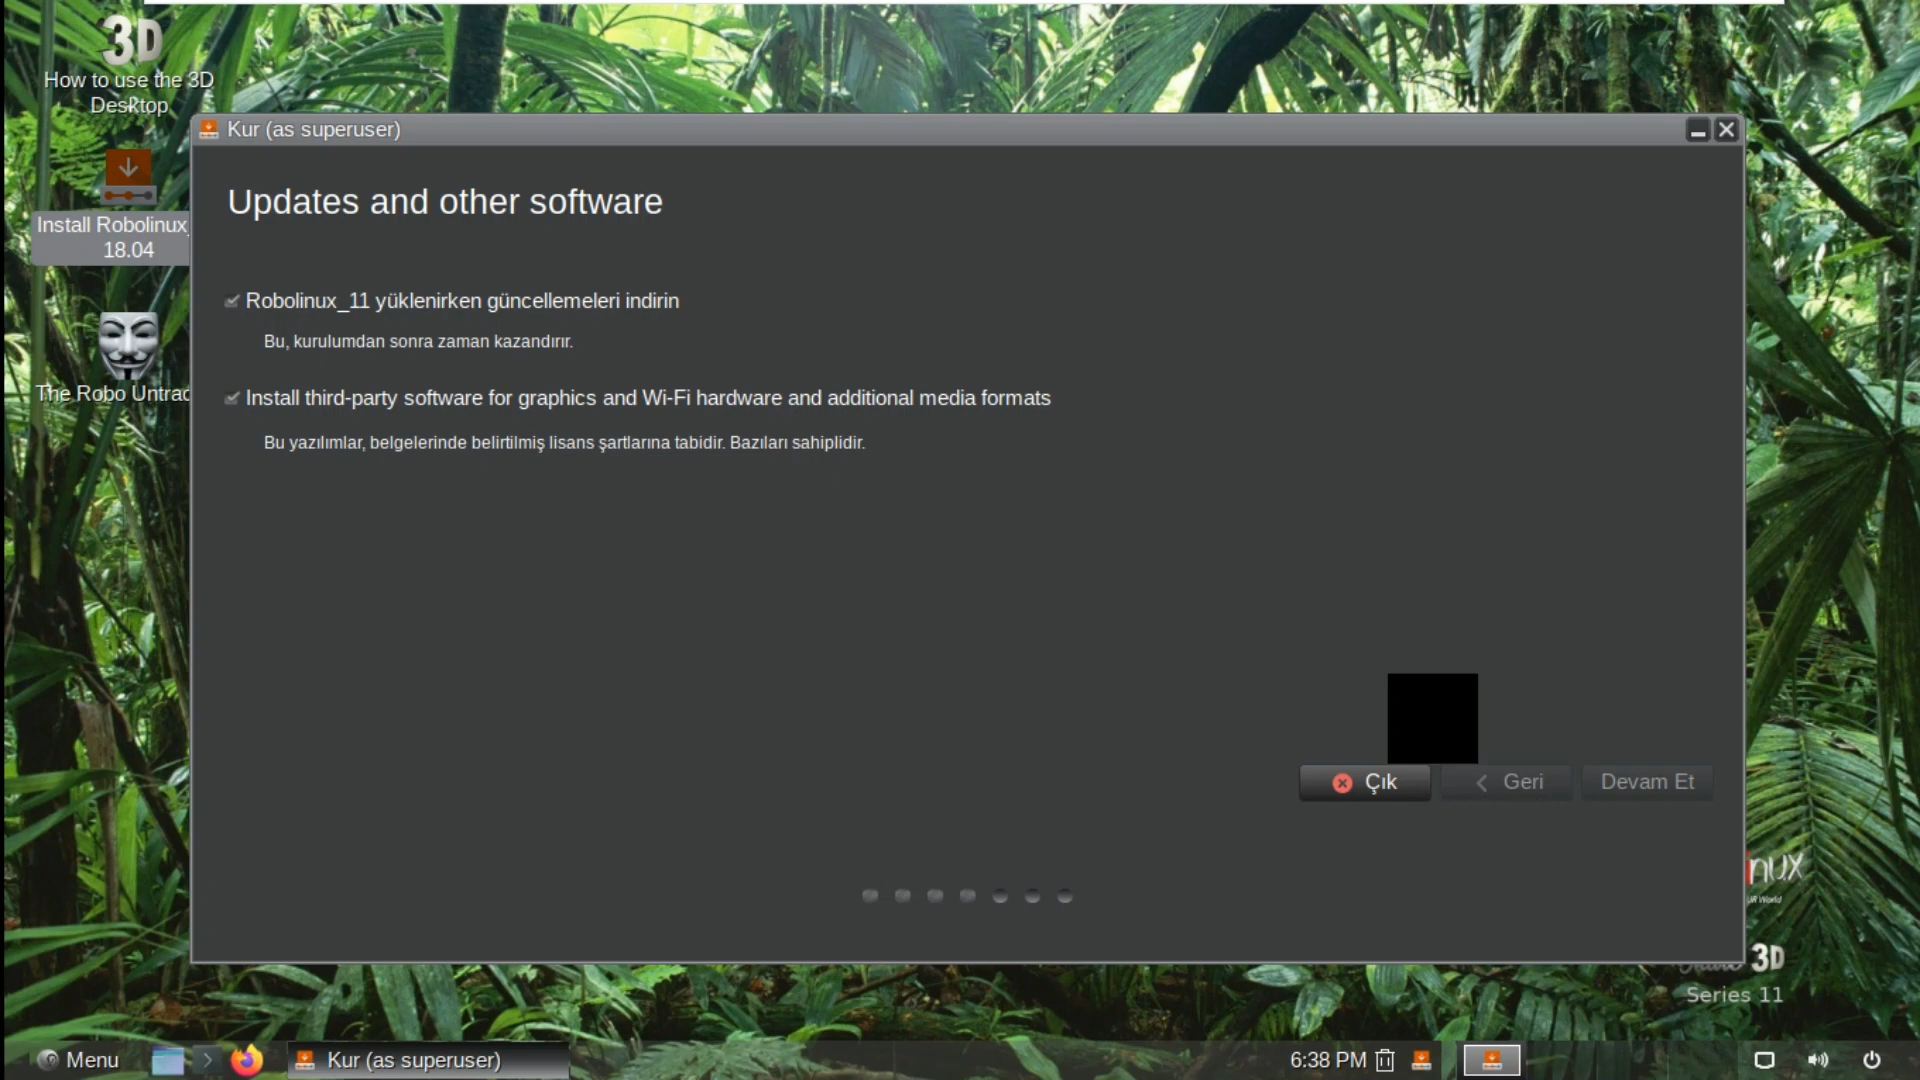 3D
How to use the 3D
Desktop
Kur (as superuser)
Updates and other software
Install Robolinux_
18.04
Robolinux_11 yüklenirken güncellemeleri indirin
Bu, kurulumdan sonra zaman kazandırır.
The Robo Untrac
Install third-party software for graphics and Wi-Fi hardware and additional media formats
Bu yazılımlar, belgelerinde belirtilmiş lisans şartlarına tabidir. Bazıları sahiplidir.
Çık
Geri
Devam Et
nux
UR World
3D
Series 11
Menu
Kur (as superuser)
6:38 PM